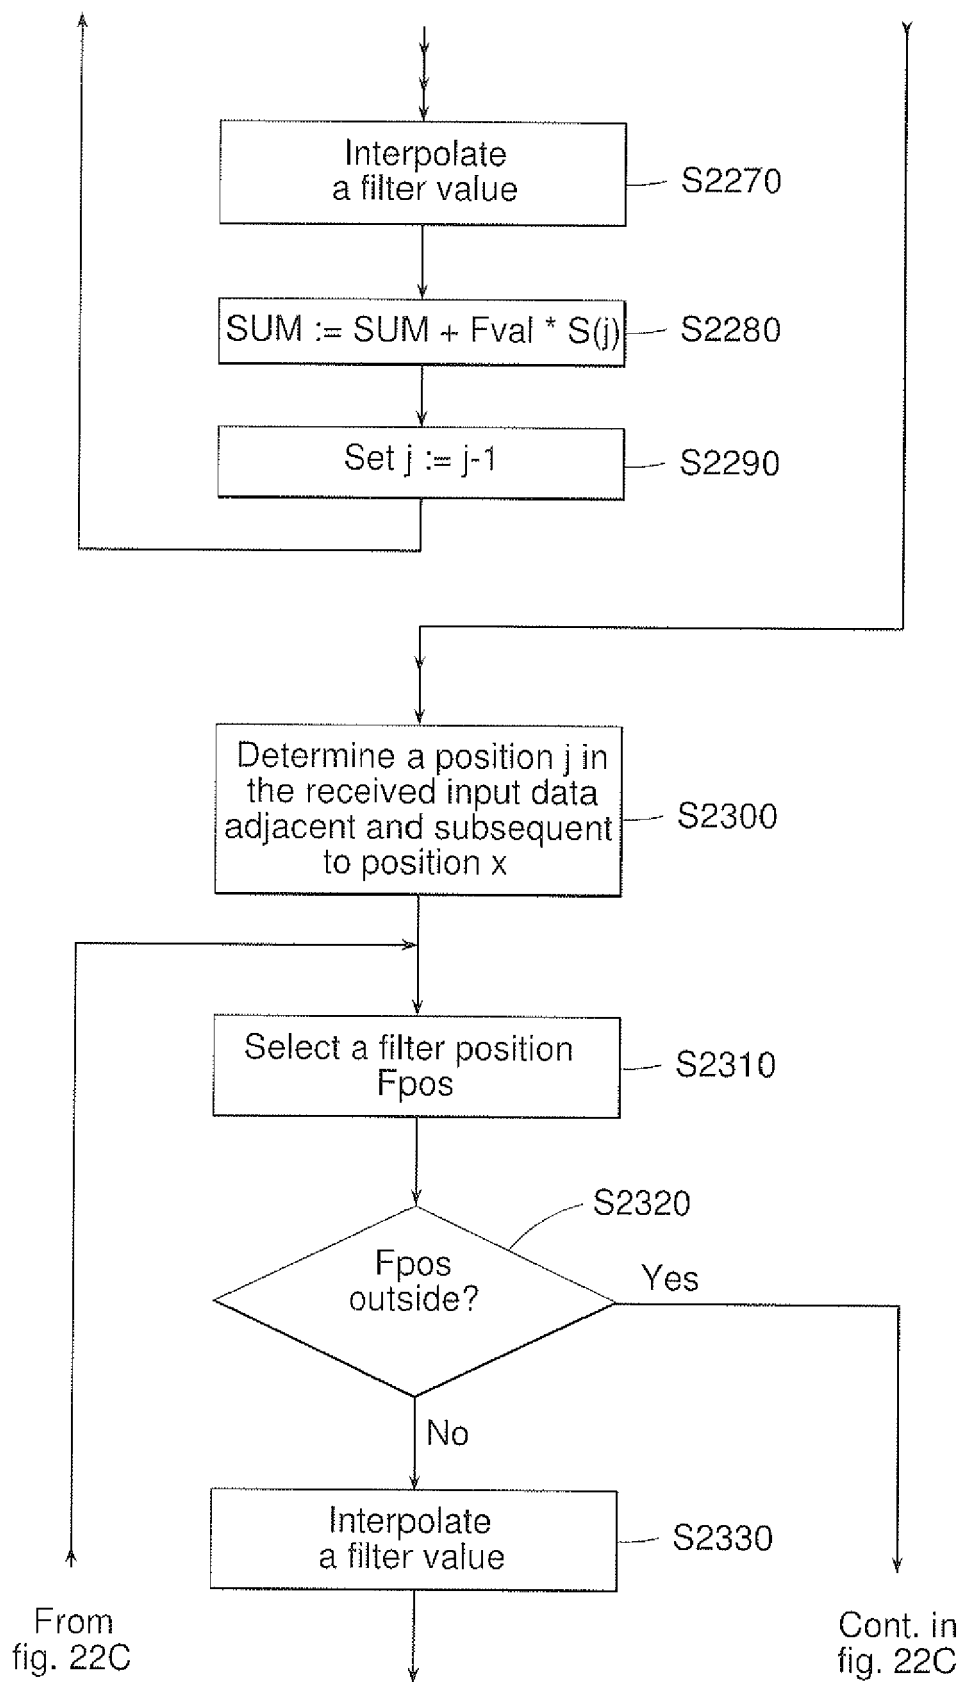 Interpolate
a filter value
S2270
SUM := SUM + Fval * S(j)
S2280
Set j := j-1
S2290
Determine a position j in
the received input data
adjacent and subsequent
to position x
S2300
Select a filter position
Fpos
S2310
S2320
Fpos
outside?
Yes
No
Interpolate
a filter value
S2330
From
fig. 22C
Cont. in
fig. 22C